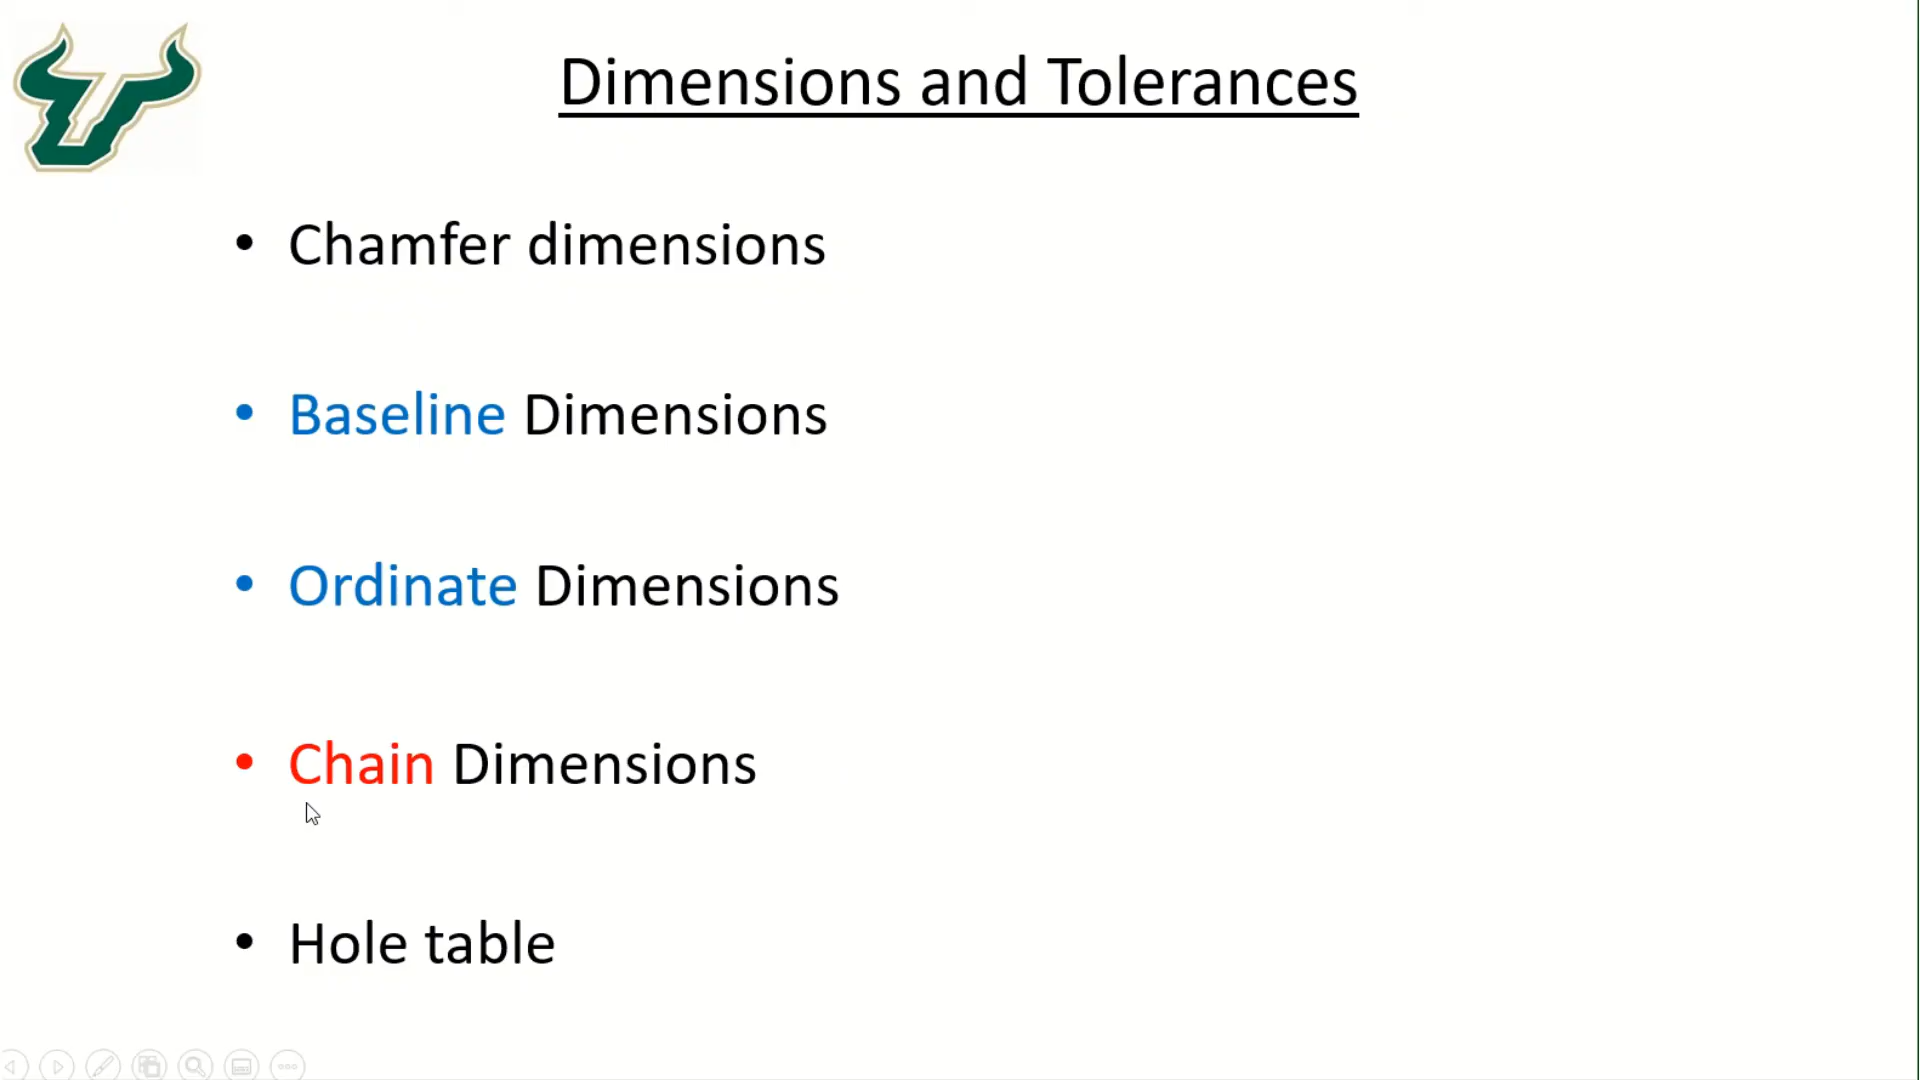 Dimensions and Tolerances
• Chamfer dimensions
• Baseline Dimensions
• Ordinate Dimensions
• Chain Dimensions
• Hole table